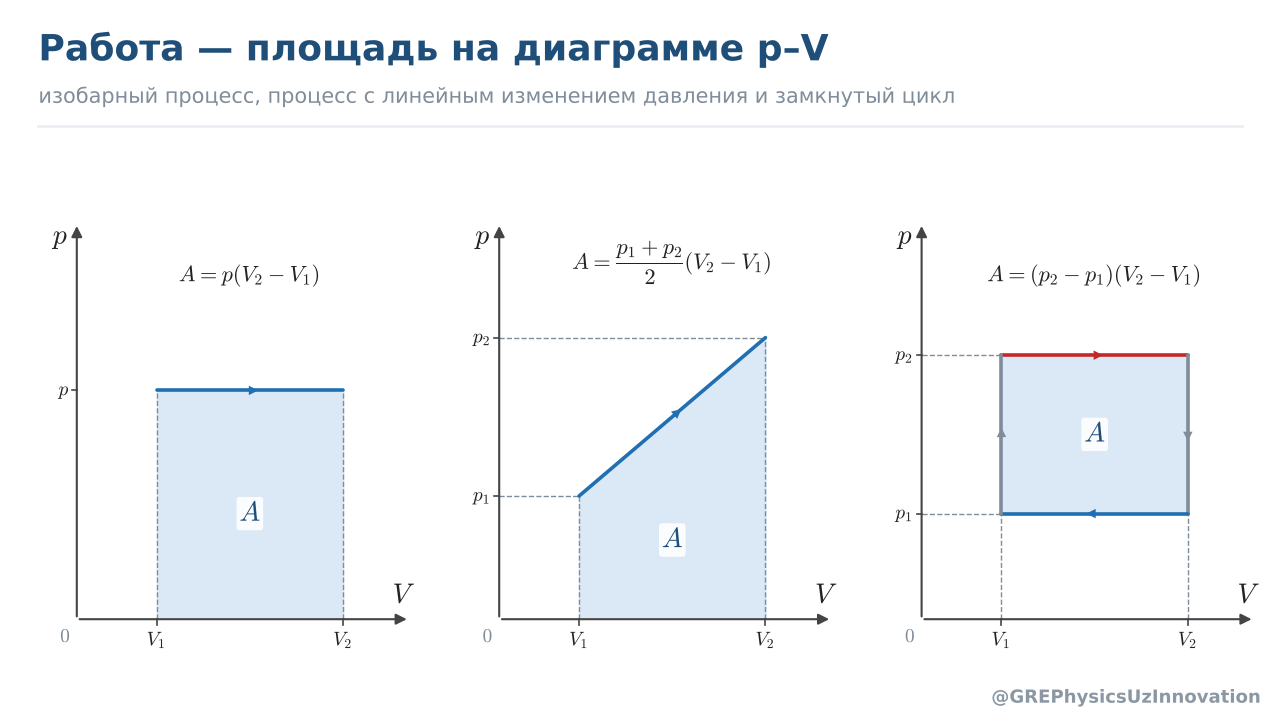 Работа — площадь на диаграмме p–V
изобарный процесс, процесс с линейным изменением давления и замкнутый цикл
p
A = p(V₂ − V₁)
p
A
V
0
V₁
V₂
p
A = \frac{p₁ + p₂}{2}(V₂ − V₁)
p₂
p₁
A
V
0
V₁
V₂
p
A = (p₂ − p₁)(V₂ − V₁)
p₂
A
p₁
V
0
V₁
V₂
@GREPhysicsUzInnovation